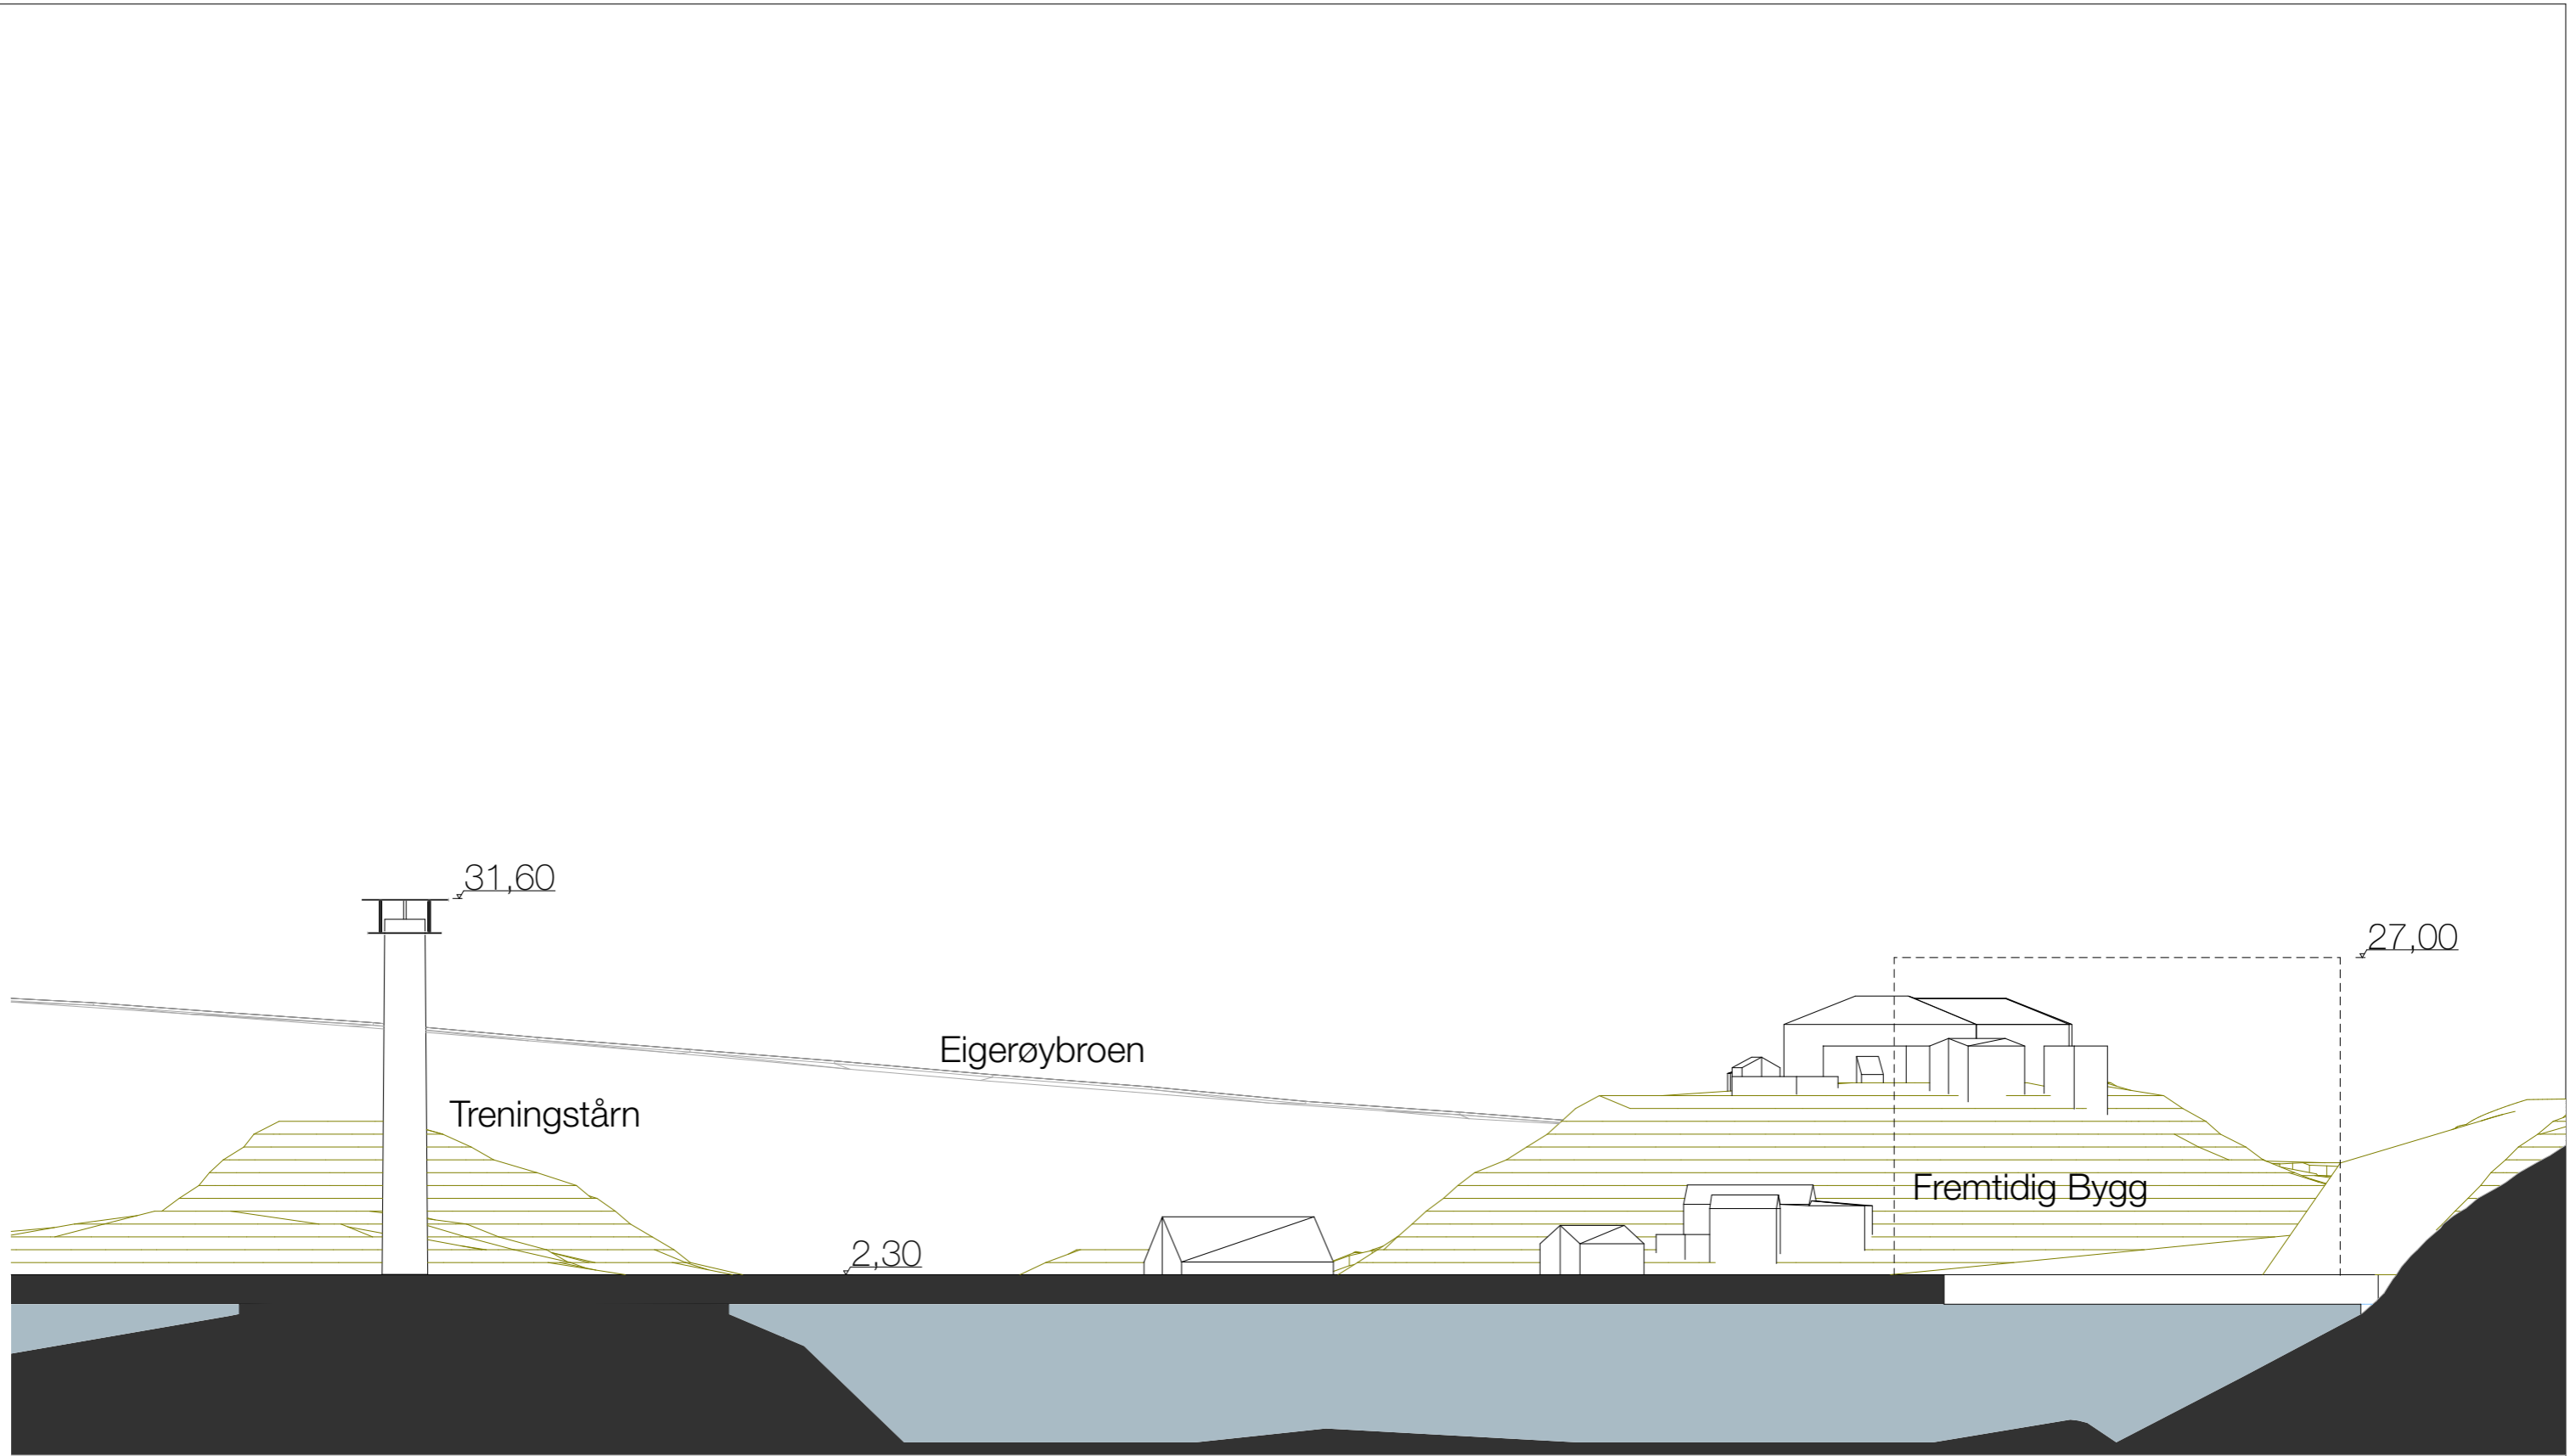 31,60
27,00
Eigerøybroen
Treningstårn
Fremtidig Bygg
2,30